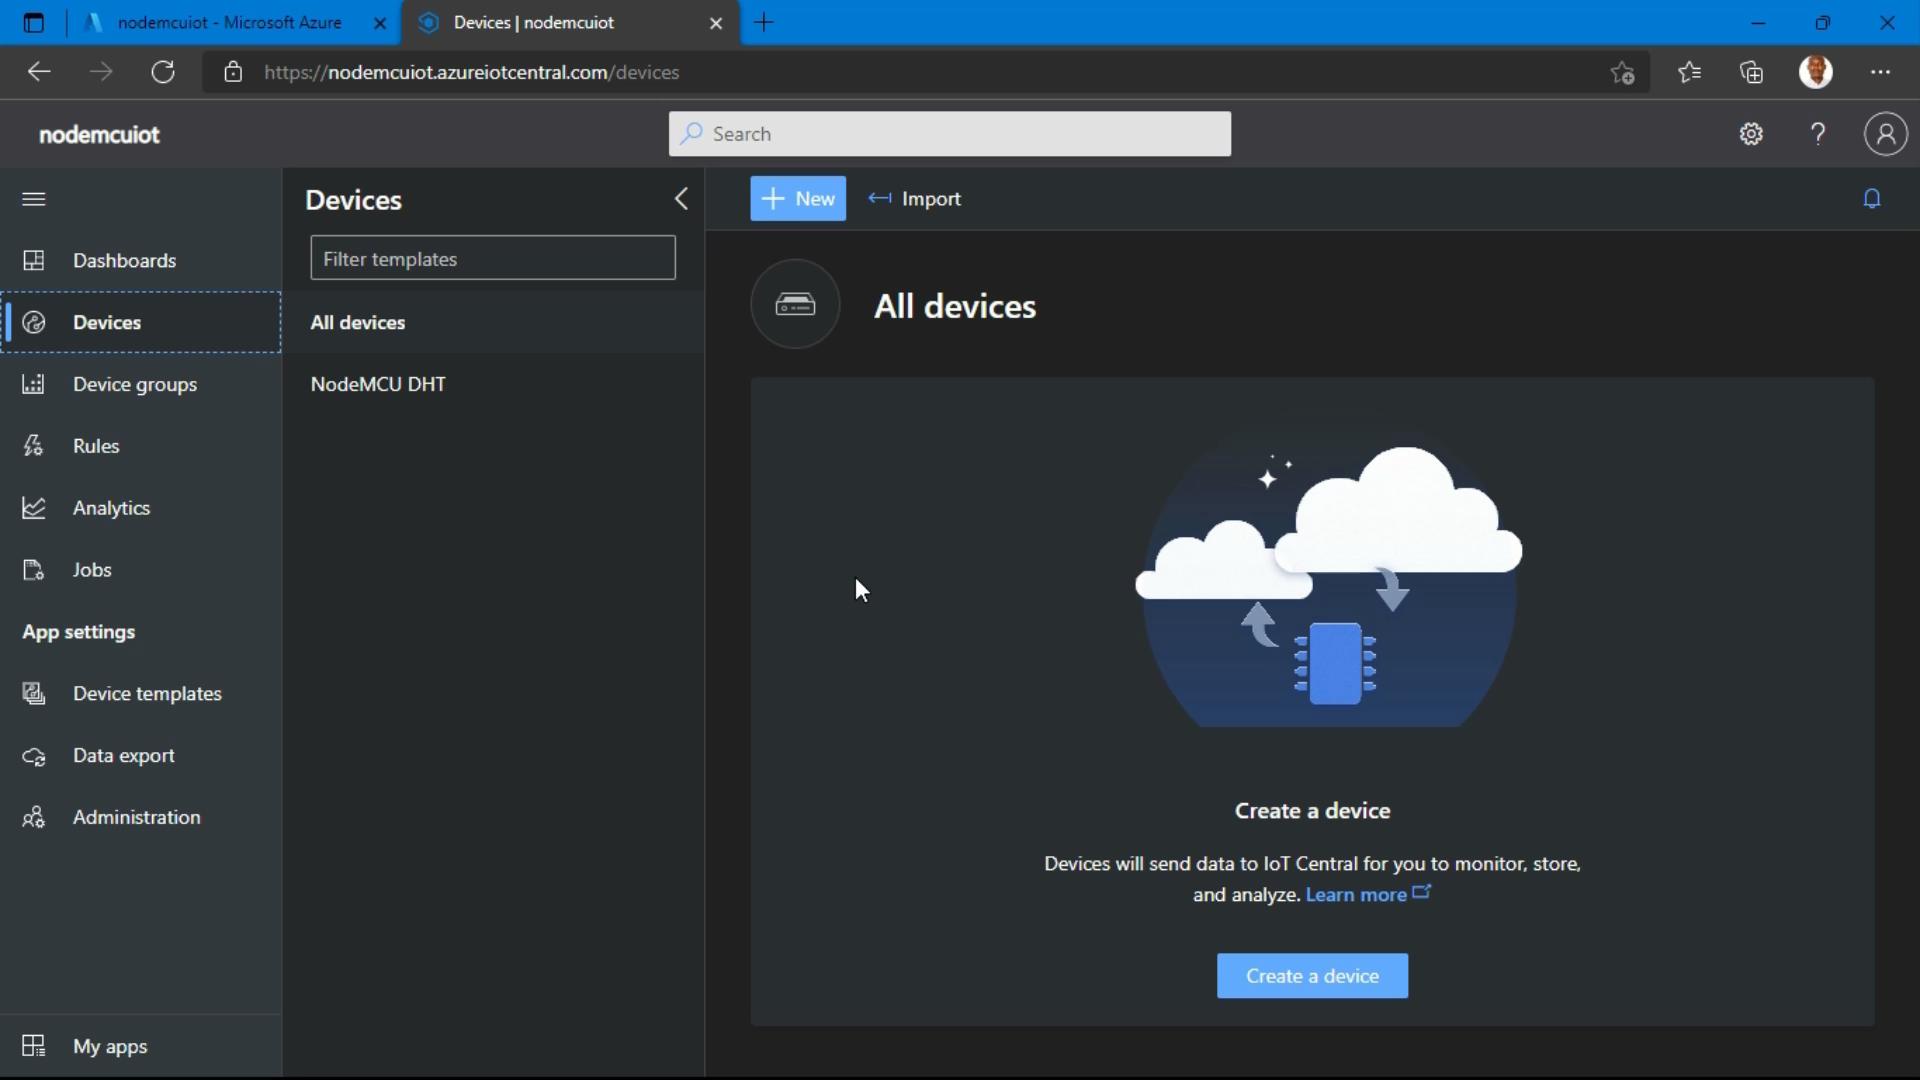 nodemcuiot - Microsoft Azure
Devices | nodemcuiot
https://nodemcuiot.azureiotcentral.com/devices
nodemcuiot
Search
Devices
New
Import
Filter templates
Dashboards
All devices
Devices
All devices
Device groups
NodeMCU DHT
Rules
Analytics
Jobs
App settings
Device templates
Data export
Administration
Create a device
Devices will send data to IoT Central for you to monitor, store,
and analyze. Learn more
Create a device
My apps